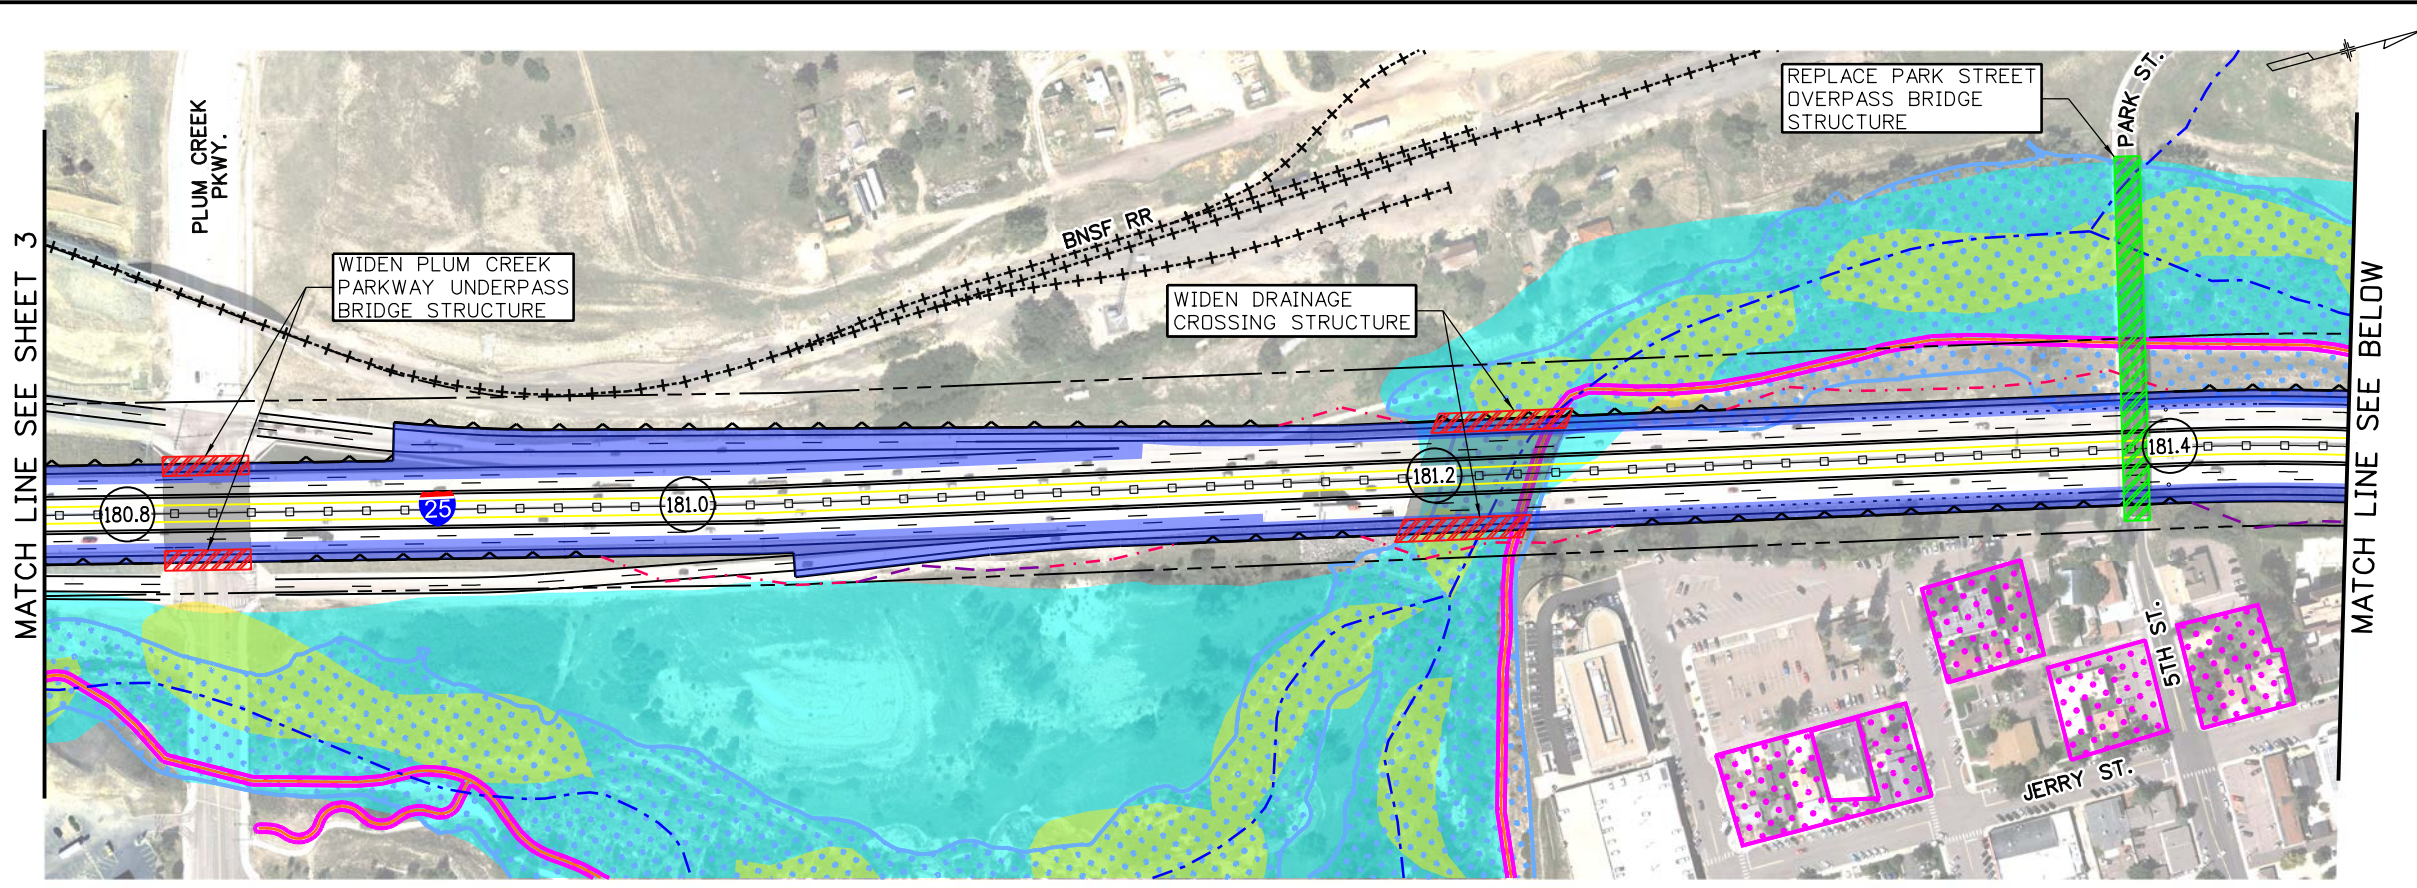 MATCH LINE SEE SHEET 3
PLUM CREEK
PKWY.
WIDEN PLUM CREEK
PARKWAY UNDERPASS
BRIDGE STRUCTURE
BNSF RR
WIDEN DRAINAGE
CROSSING STRUCTURE
REPLACE PARK STREET
OVERPASS BRIDGE
STRUCTURE
PARK ST.
180.8
25
181.0
181.2
181.4
5TH ST.
JERRY ST.
MATCH LINE SEE BELOW